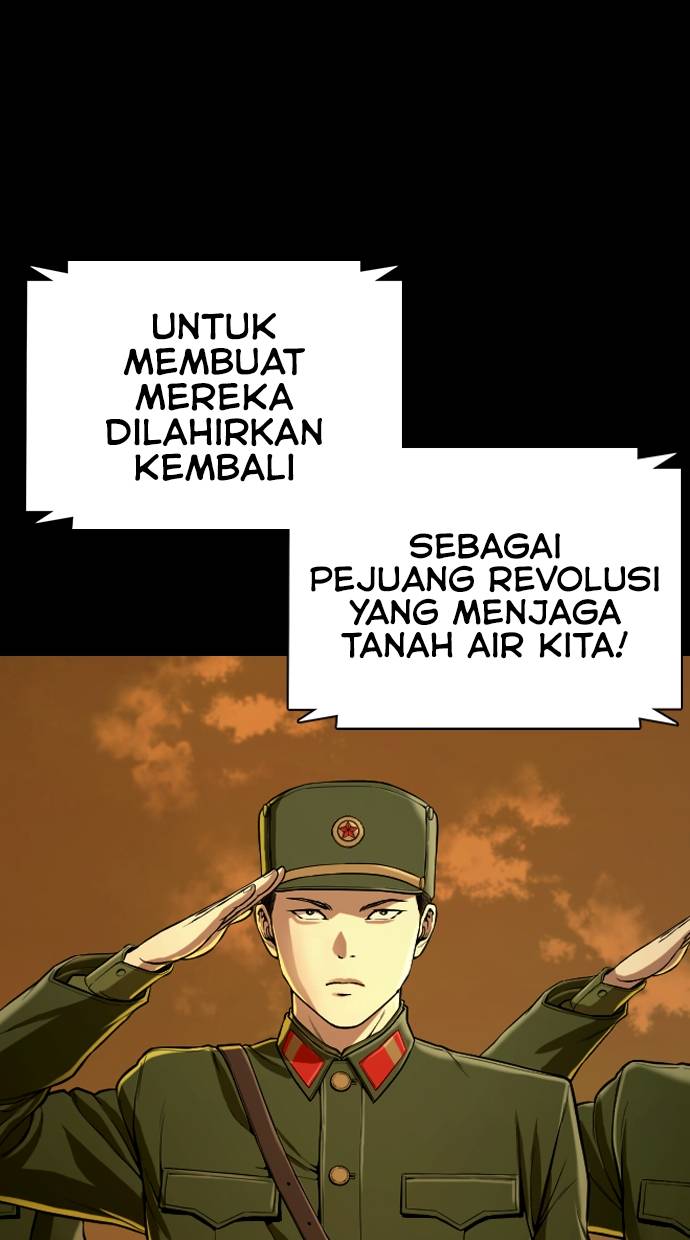 UNTUK
MEMBUAT
MEREKA
DILAHIRKAN
KEMBALI
SEBAGAI
PEJUANG REVOLUSI
YANG MENJAGA
TANAH AIR KITA!